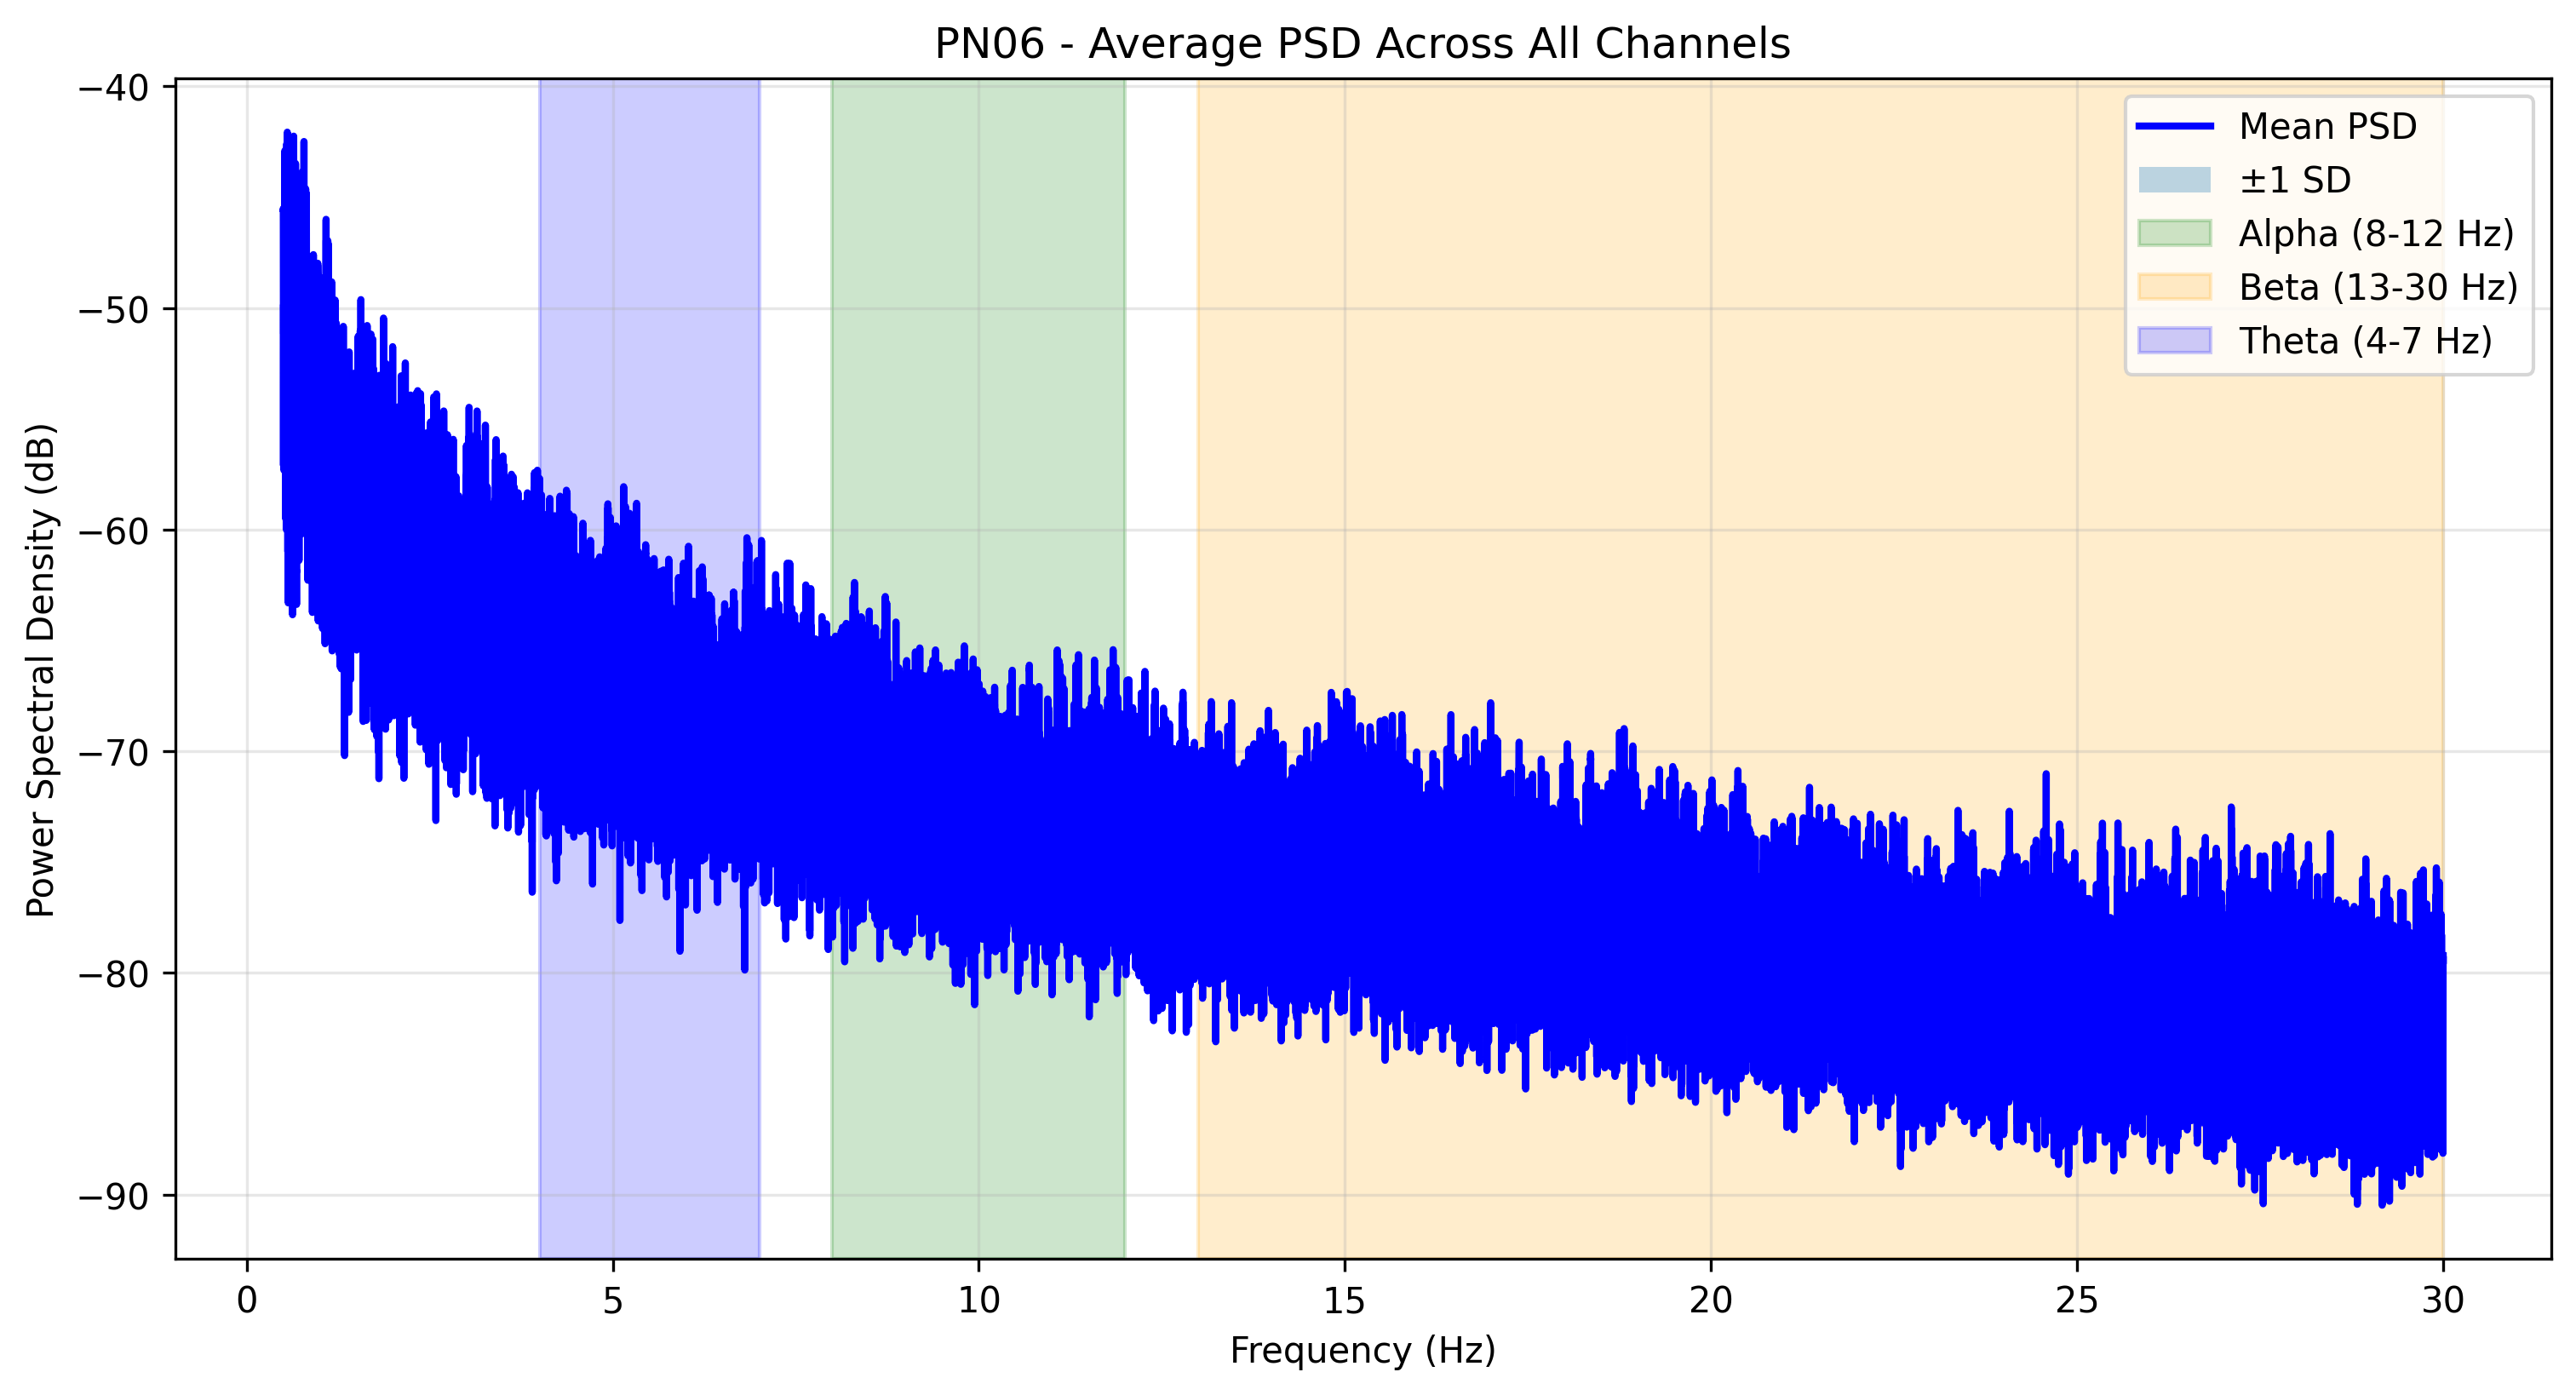 PN06 - Average PSD Across All Channels
Power Spectral Density (dB)
−40
−50
−60
−70
−80
−90
Mean PSD
±1 SD
Alpha (8-12 Hz)
Beta (13-30 Hz)
Theta (4-7 Hz)
0 5 10 15 20 25 30
Frequency (Hz)